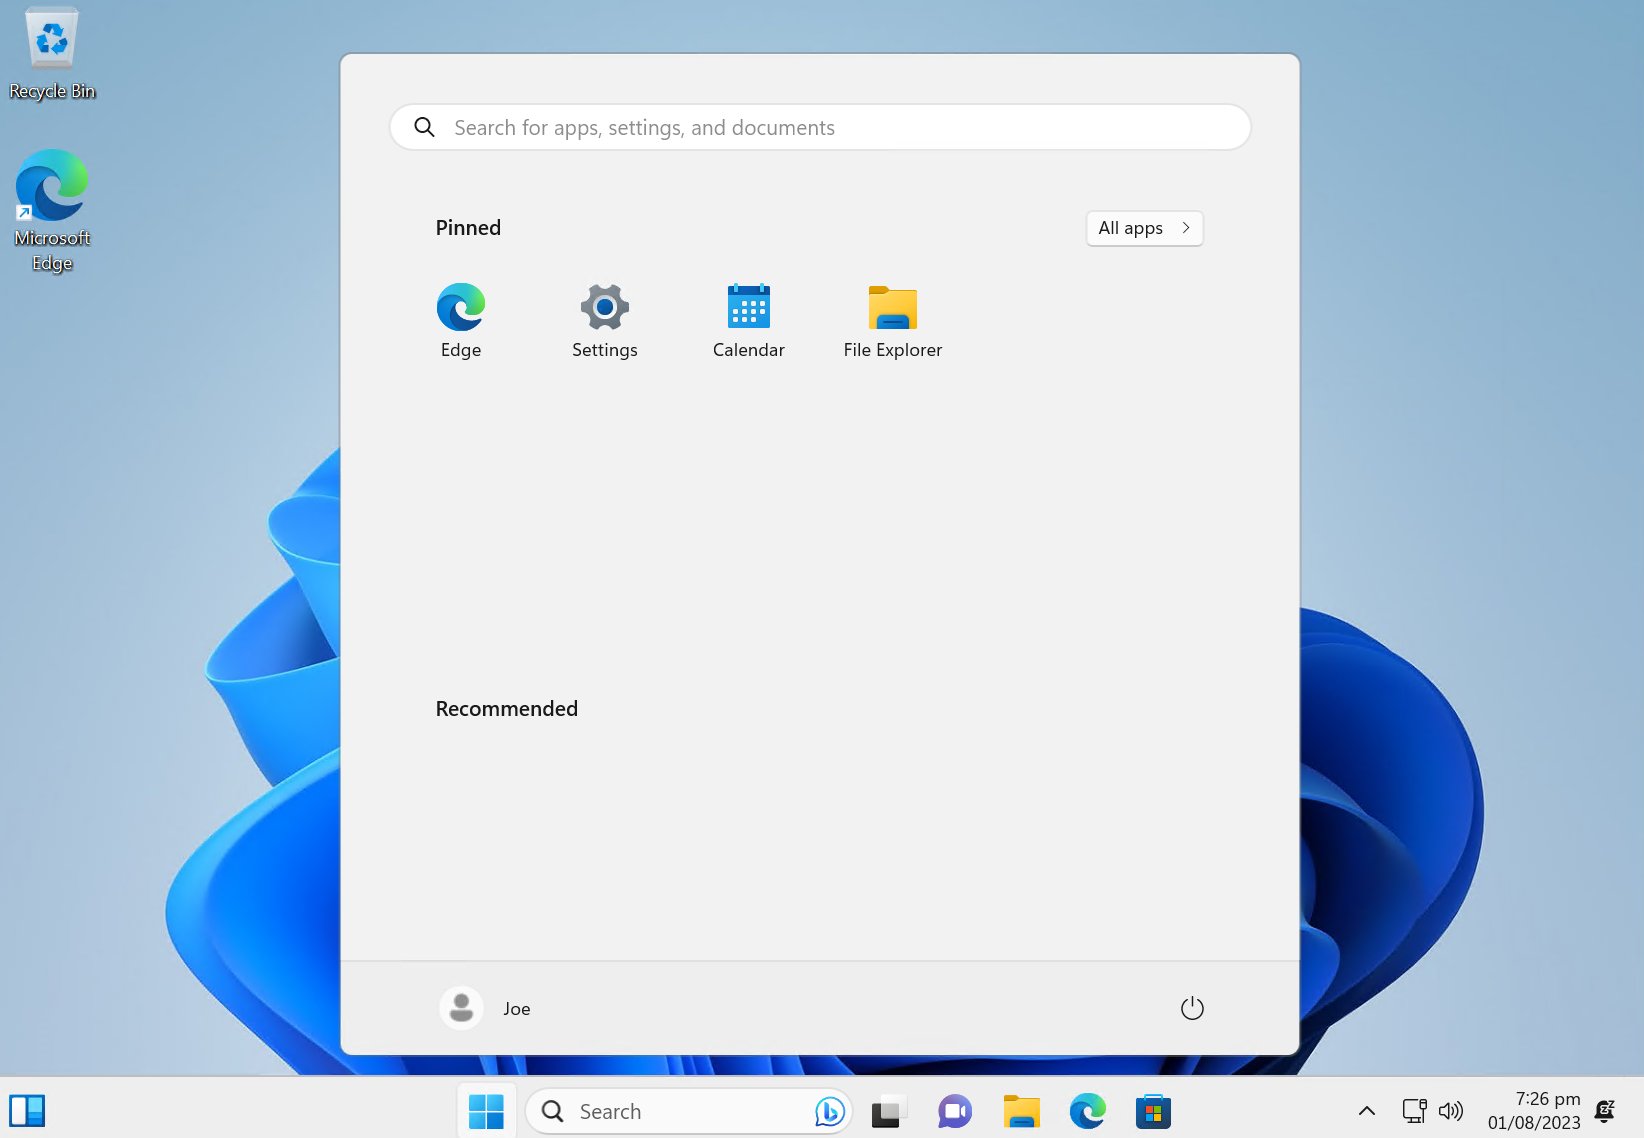 Recycle Bin
Microsoft
Edge
Search for apps, settings, and documents
Pinned
All apps
Edge
Settings
Calendar
File Explorer
Recommended
Joe
Search
7:26 pm
01/08/2023